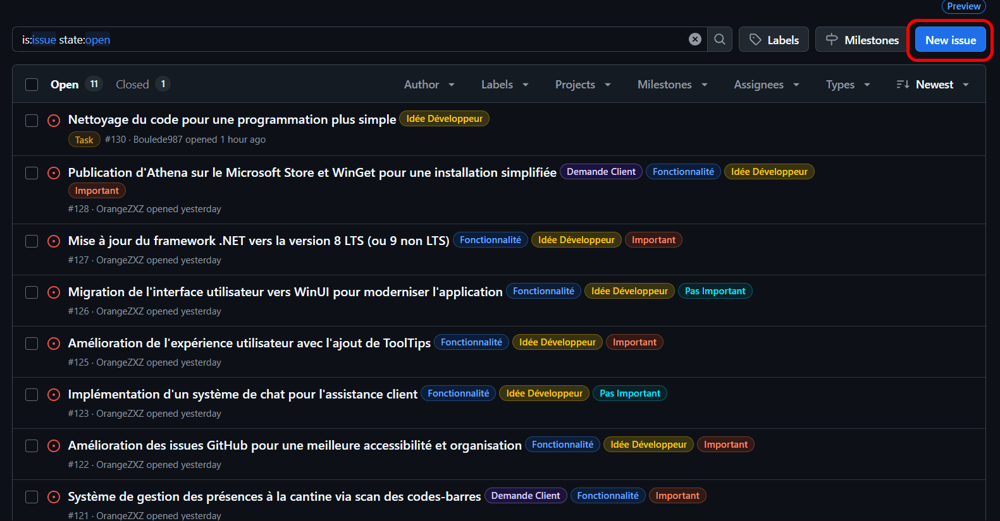 Preview
is:issue state:open
Labels
Milestones
New issue
Open 11 Closed 1 Author Labels Projects Milestones Assignees Types Newest
Nettoyage du code pour une programmation plus simple Idée Développeur
Task #130 · Boulede987 opened 1 hour ago
Publication d'Athena sur le Microsoft Store et WinGet pour une installation simplifiée Demande Client Fonctionnalité Idée Développeur
Important
#128 · OrangeZXZ opened yesterday
Mise à jour du framework .NET vers la version 8 LTS (ou 9 non LTS) Fonctionnalité Idée Développeur Important
#127 · OrangeZXZ opened yesterday
Migration de l'interface utilisateur vers WinUI pour moderniser l'application Fonctionnalité Idée Développeur Pas Important
#126 · OrangeZXZ opened yesterday
Amélioration de l'expérience utilisateur avec l'ajout de ToolTips Fonctionnalité Idée Développeur Important
#125 · OrangeZXZ opened yesterday
Implémentation d'un système de chat pour l'assistance client Fonctionnalité Idée Développeur Pas Important
#123 · OrangeZXZ opened yesterday
Amélioration des issues GitHub pour une meilleure accessibilité et organisation Fonctionnalité Idée Développeur Important
#122 · OrangeZXZ opened yesterday
Système de gestion des présences à la cantine via scan des codes-barres Demande Client Fonctionnalité Important
#121 · OrangeZXZ opened yesterday